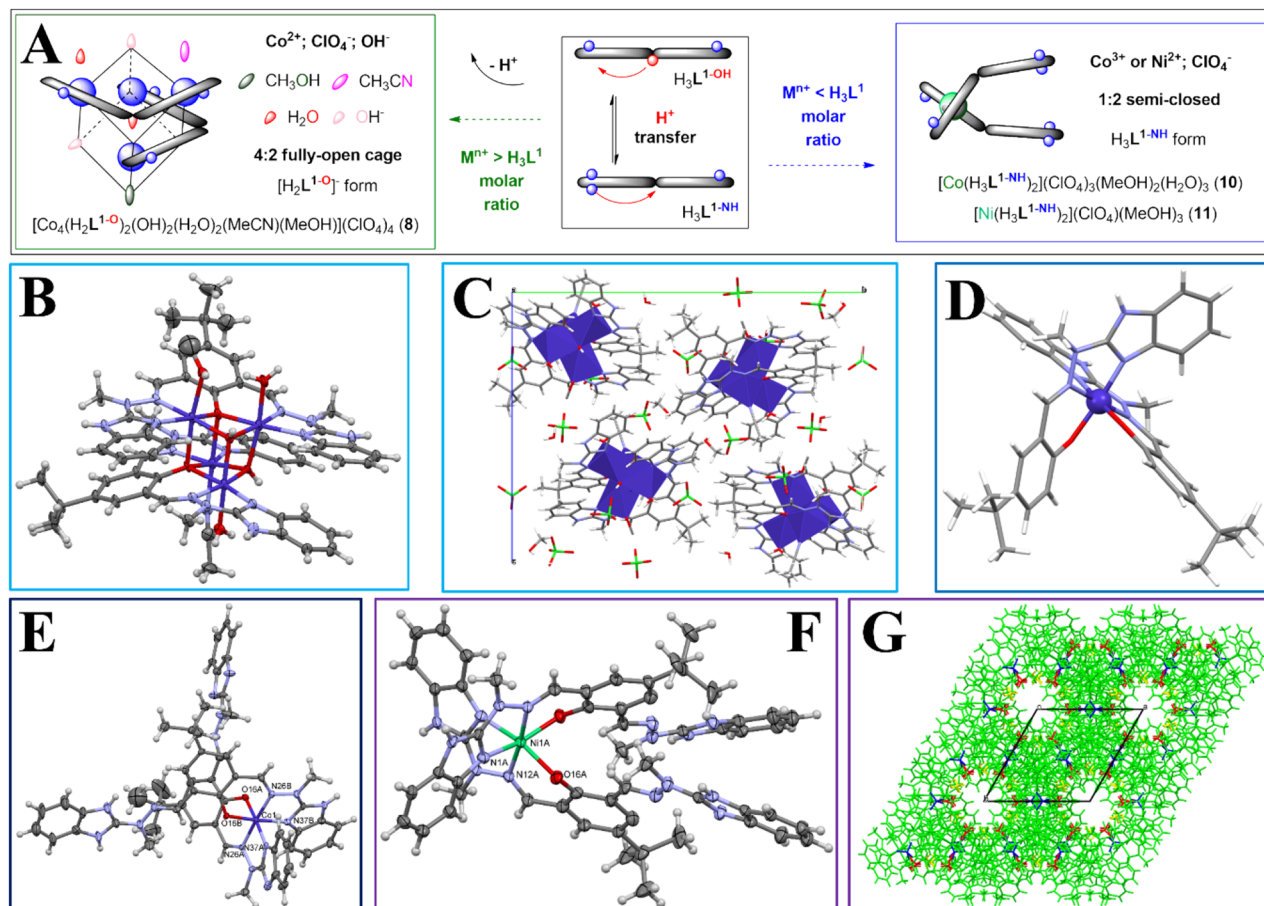 A
Co²⁺; ClO₄⁻; OH⁻
CH₃OH
CH₃CN
H₂O
OH⁻
4:2 fully-open cage
[H₂L¹⁻ᴼ]⁻ form
[Co₄(H₂L¹⁻ᴼ)₂(OH)₂(H₂O)₂(MeCN)(MeOH)](ClO₄)₄ (8)
- H⁺
Mⁿ⁺ > H₃L¹
molar
ratio
H₃L¹⁻ᴼᴴ
H⁺
transfer
H₃L¹⁻ᴺᴴ
Mⁿ⁺ < H₃L¹
molar
ratio
Co³⁺ or Ni²⁺; ClO₄⁻
1:2 semi-closed
H₃L¹⁻ᴺᴴ form
[Co(H₃L¹⁻ᴺᴴ)₂](ClO₄)₃(MeOH)₂(H₂O)₃ (10)
[Ni(H₃L¹⁻ᴺᴴ)₂](ClO₄)(MeOH)₃ (11)
B
C
D
E
O16A
N26B
O16B
Co1
N37B
N26A
N37A
F
Ni1A
N1A
N12A
O16A
G